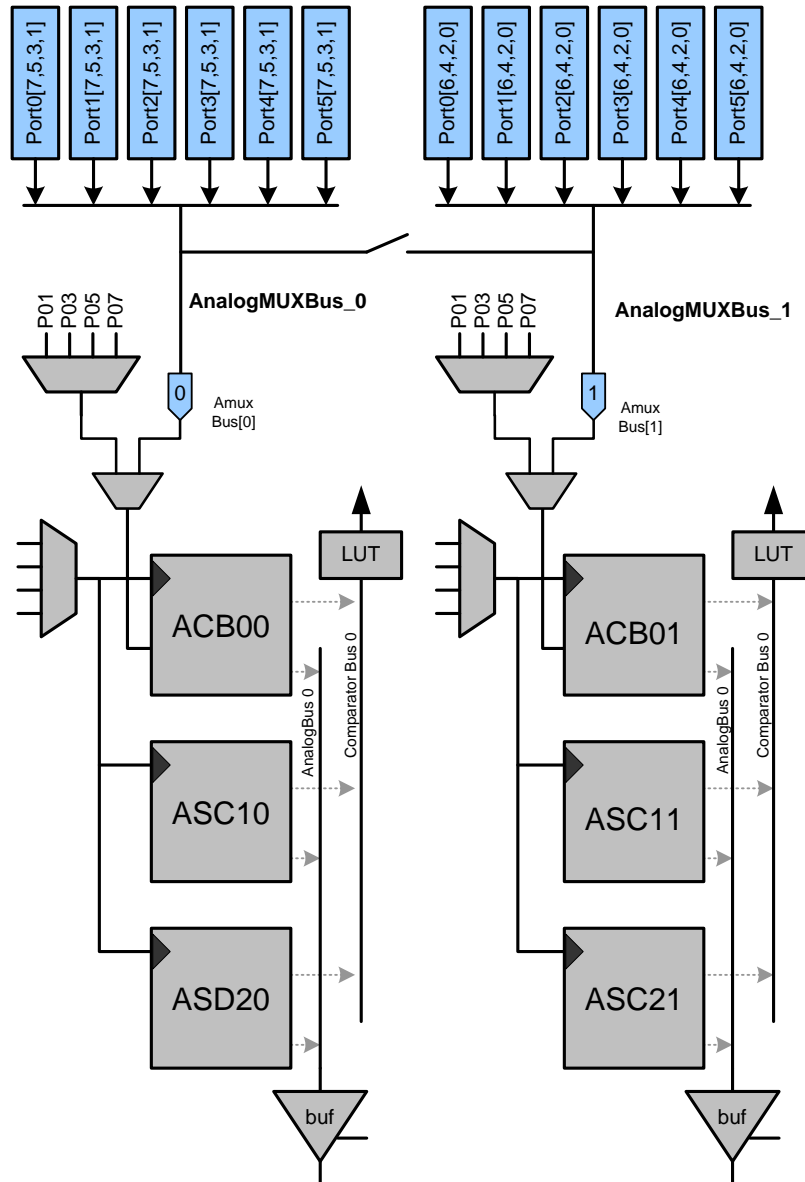 Port0[7,5,3,1]
Port1[7,5,3,1]
Port2[7,5,3,1]
Port3[7,5,3,1]
Port4[7,5,3,1]
Port5[7,5,3,1]
Port0[6,4,2,0]
Port1[6,4,2,0]
Port2[6,4,2,0]
Port3[6,4,2,0]
Port4[6,4,2,0]
Port5[6,4,2,0]
AnalogMUXBus_0
AnalogMUXBus_1
P01
P03
P05
P07
P01
P03
P05
P07
0
Amux
Bus[0]
1
Amux
Bus[1]
LUT
LUT
ACB00
ACB01
AnalogBus 0
Comparator Bus 0
AnalogBus 0
Comparator Bus 0
ASC10
ASC11
ASD20
ASC21
buf
buf